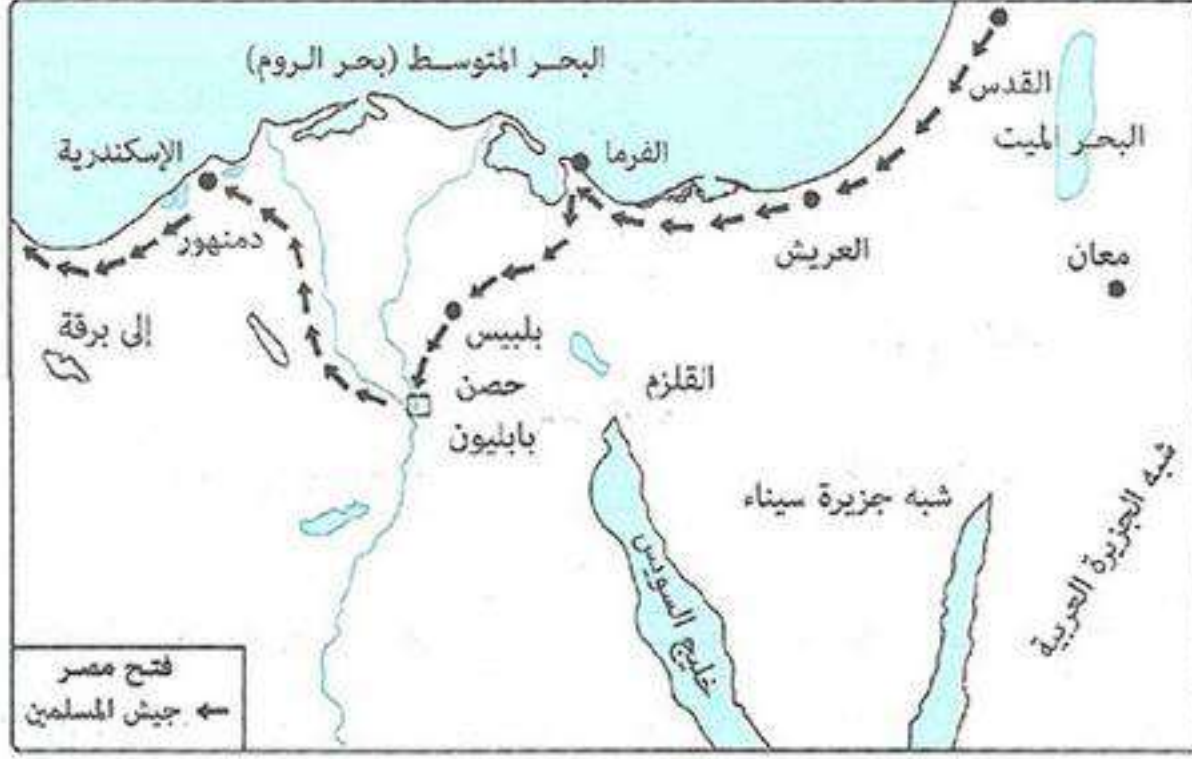 البحر المتوسط (بحر الروم)
القدس
البحر الميت
الإسكندرية
الفرما
دمنهور
العريش
معان
إلى برقة
بلبيس
حصن
بابليون
القلزم
شبه جزيرة سيناء
خليج السويس
شبه الجزيرة العربية
فتح مصر
جيش المسلمين